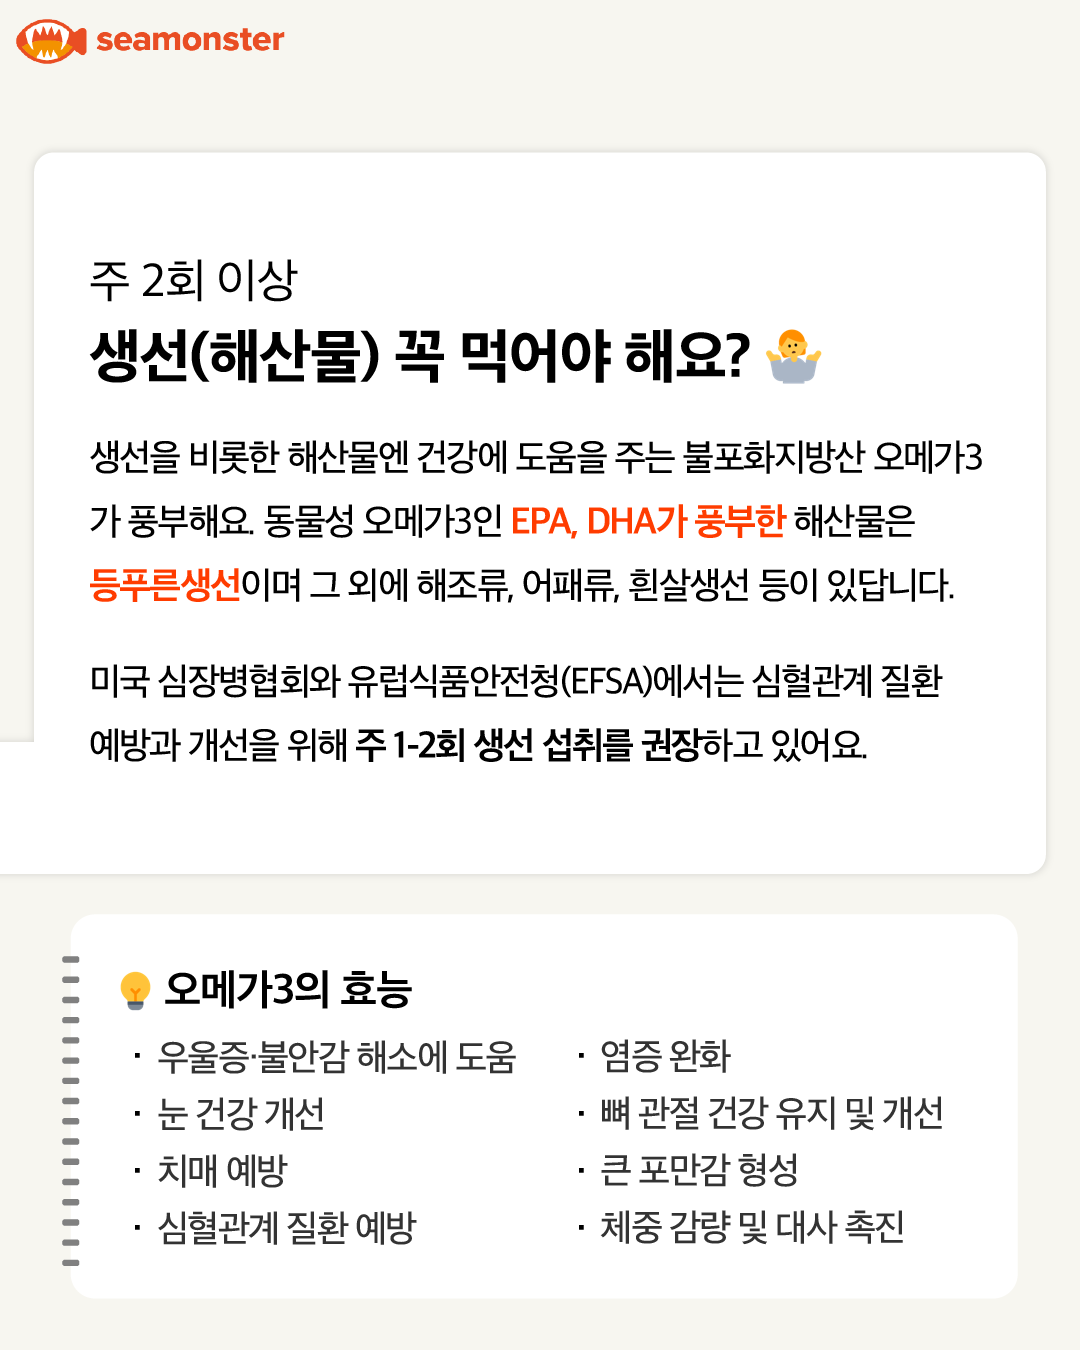 seamonster
주 2회 이상
생선(해산물) 꼭 먹어야 해요?
생선을 비롯한 해산물엔 건강에 도움을 주는 불포화지방산 오메가3
가 풍부해요. 동물성 오메가3인 EPA, DHA가 풍부한 해산물은
등푸른생선이며 그 외에 해조류, 어패류, 흰살생선 등이 있답니다.
미국 심장병협회와 유럽식품안전청(EFSA)에서는 심혈관계 질환
예방과 개선을 위해 주 1-2회 생선 섭취를 권장하고 있어요.
오메가3의 효능
· 우울증·불안감 해소에 도움
· 눈 건강 개선
· 치매 예방
· 심혈관계 질환 예방
· 염증 완화
· 뼈 관절 건강 유지 및 개선
· 큰 포만감 형성
· 체중 감량 및 대사 촉진